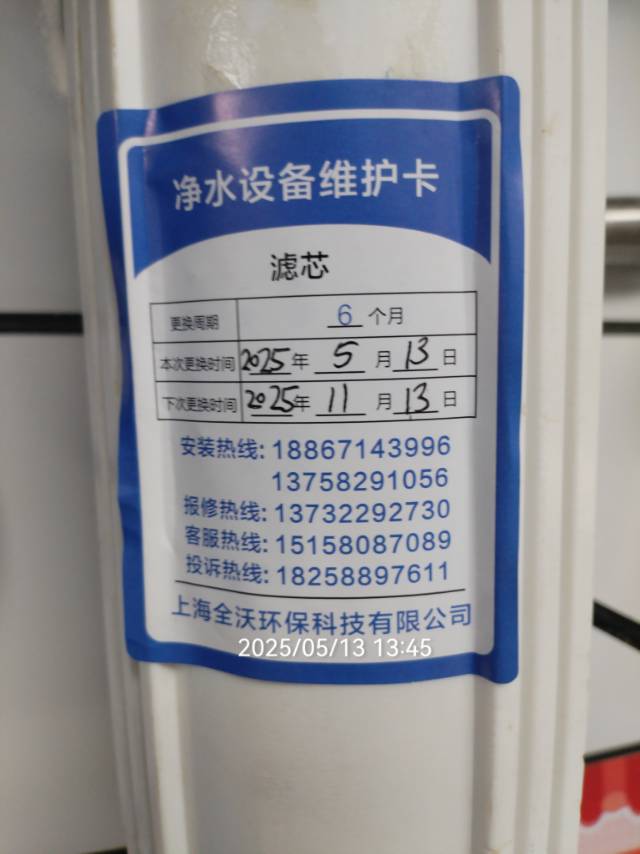 净水设备维护卡
滤芯
更换周期 6 个月
本次更换时间 2025年 5 月 13 日
下次更换时间 2025年 11 月 13 日
安装热线: 18867143996
13758291056
报修热线: 13732292730
客服热线: 15158087089
投诉热线: 18258897611
上海全沃环保科技有限公司
2025/05/13 13:45